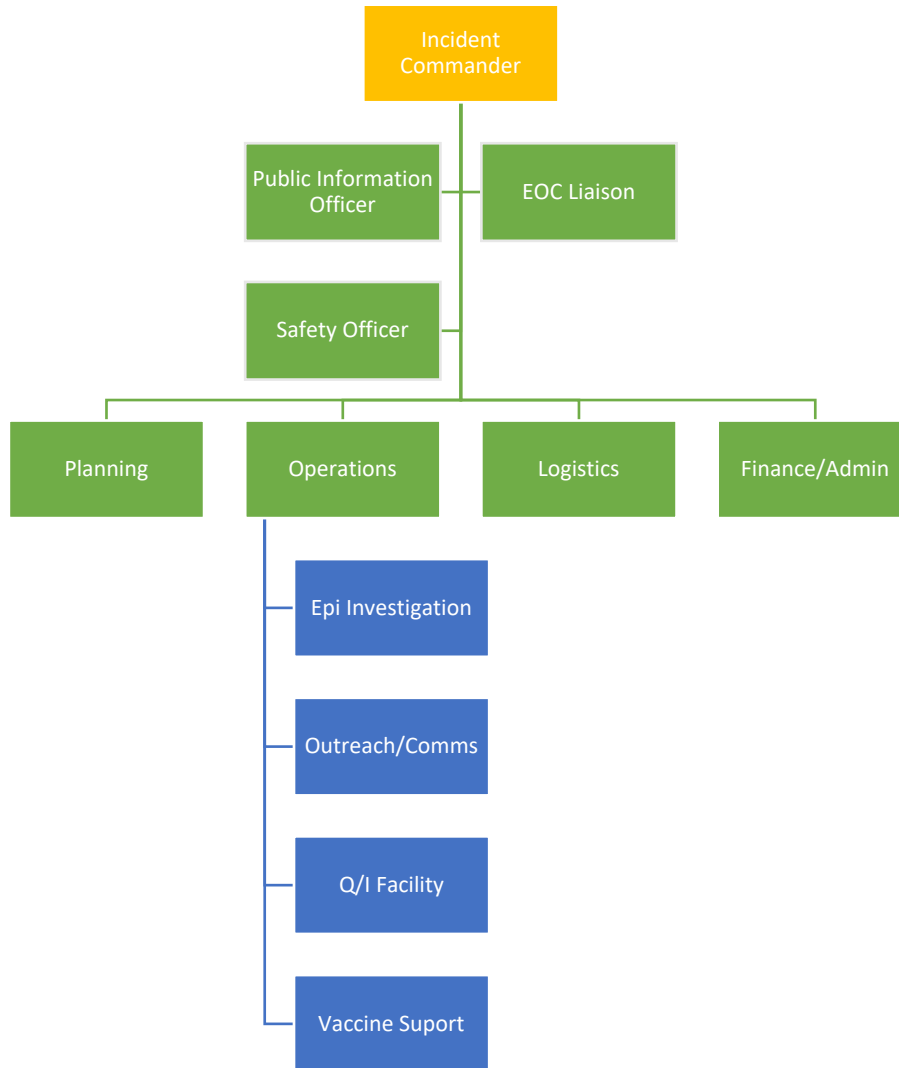 Incident
Commander
Public Information
Officer
EOC Liaison
Safety Officer
Planning
Operations
Logistics
Finance/Admin
Epi Investigation
Outreach/Comms
Q/I Facility
Vaccine Suport